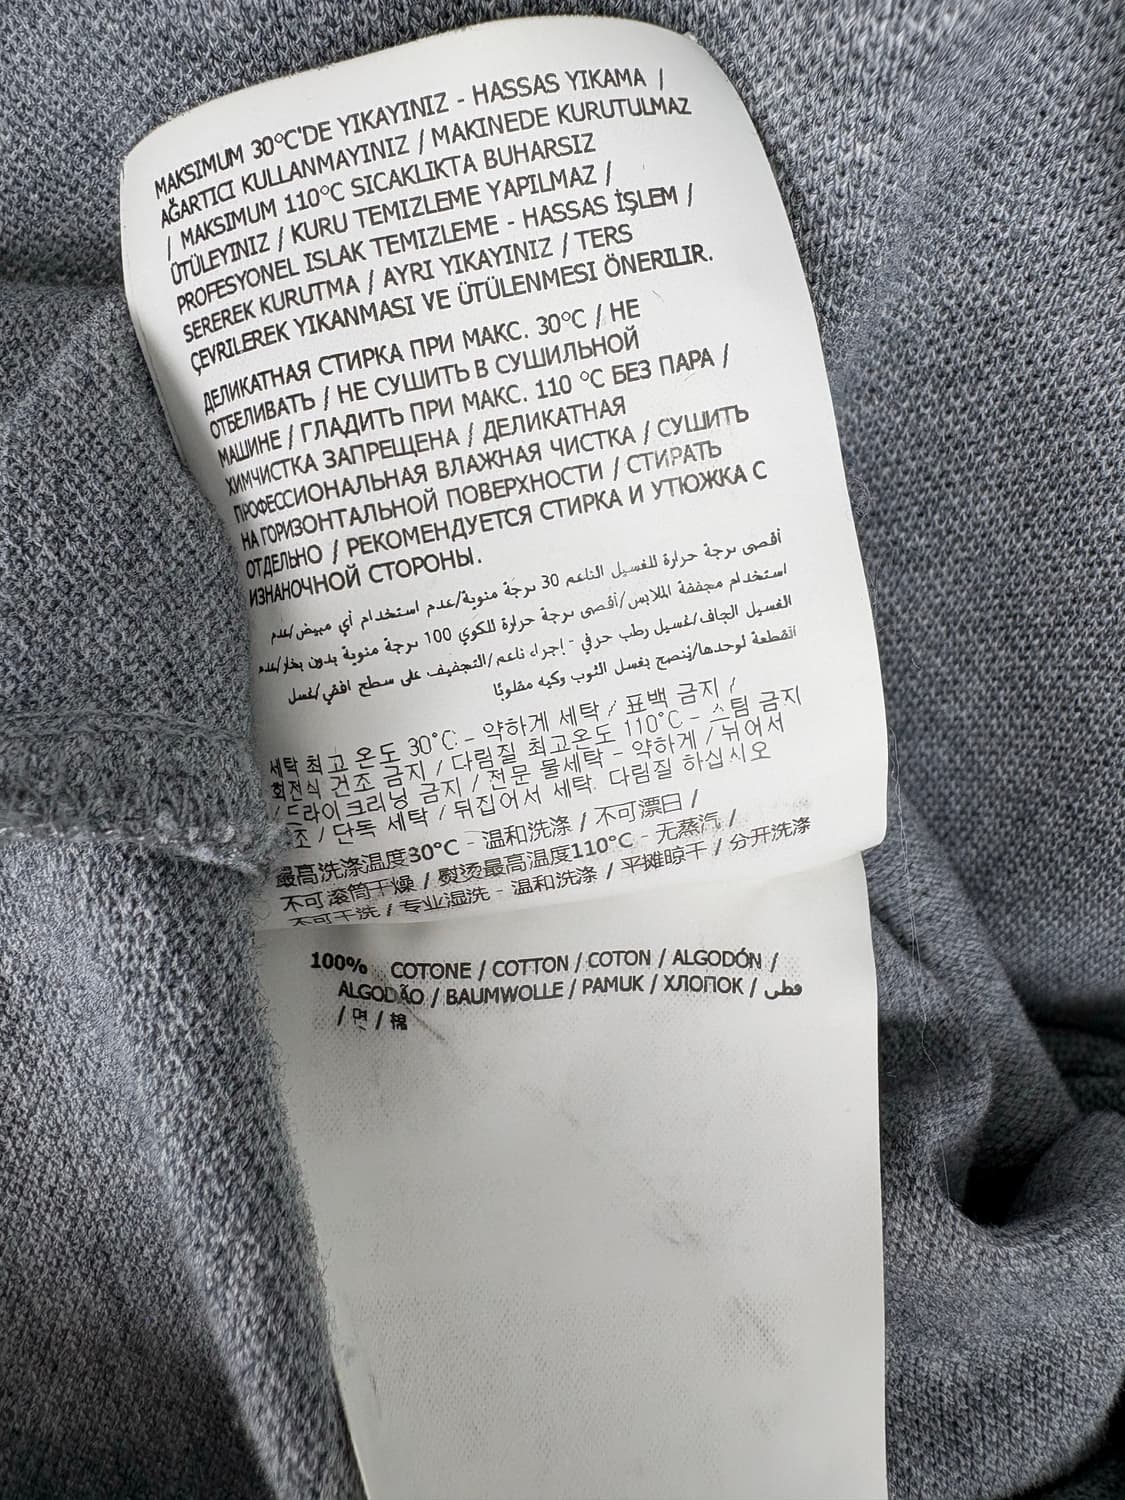 MAKSIMUM 30°C'DE YIKAYINIZ - HASSAS YIKAMA /
AĞARTICI KULLANMAYINIZ / MAKINEDE KURUTULMAZ
/ MAKSIMUM 110°C SICAKLIKTA BUHARSIZ
ÜTÜLEYINIZ / KURU TEMIZLEME YAPILMAZ /
PROFESYONEL ISLAK TEMIZLEME - HASSAS İŞLEM /
SEREREK KURUTMA / AYRI YIKAYINIZ / TERS
ÇEVRILEREK YIKANMASI VE ÜTÜLENMESI ÖNERILIR.
ДЕЛИКАТНАЯ СТИРКА ПРИ МАКС. 30°C / НЕ
ОТБЕЛИВАТЬ / НЕ СУШИТЬ В СУШИЛЬНОЙ
МАШИНЕ / ГЛАДИТЬ ПРИ МАКС. 110 °C БЕЗ ПАРА /
ХИМЧИСТКА ЗАПРЕЩЕНА / ДЕЛИКАТНАЯ
ПРОФЕССИОНАЛЬНАЯ ВЛАЖНАЯ ЧИСТКА / СУШИТЬ
НА ГОРИЗОНТАЛЬНОЙ ПОВЕРХНОСТИ / СТИРАТЬ
ОТДЕЛЬНО / РЕКОМЕНДУЕТСЯ СТИРКА И УТЮЖКА С
ИЗНАНОЧНОЙ СТОРОНЫ.
أقصى درجة حرارة للغسيل الناعم 30 درجة مئوية/عدم استخدام أي مبيض/عدم
استخدام مجففة الملابس/أقصى درجة حرارة للكوي 100 درجة مئوية بدون بخار/عدم
الغسيل الجاف/غسيل رطب حرفي - إجراء ناعم/التجفيف على سطح افقي/غسل
القطعة لوحدها/يُنصح بغسل الثوب وكيه مقلوبًا
세탁 최고 온도 30°C - 약하게 세탁 / 표백 금지 /
회전식 건조 금지 / 다림질 최고온도 110°C - 스팀 금지
/ 드라이크리닝 금지 / 전문 물세탁 - 약하게 / 뉘어서
조 / 단독 세탁 / 뒤집어서 세탁. 다림질 하십시오
最高洗涤温度30°C - 温和洗涤 / 不可漂白 /
不可滚筒干燥 / 熨烫最高温度110°C - 无蒸汽 /
不可干洗 / 专业湿洗 - 温和洗涤 / 平摊晾干 / 分开洗涤
100% COTONE / COTTON / COTON / ALGODÓN /
ALGODÃO / BAUMWOLLE / PAMUK / ХЛОПОК / قطن
/ 면 / 棉